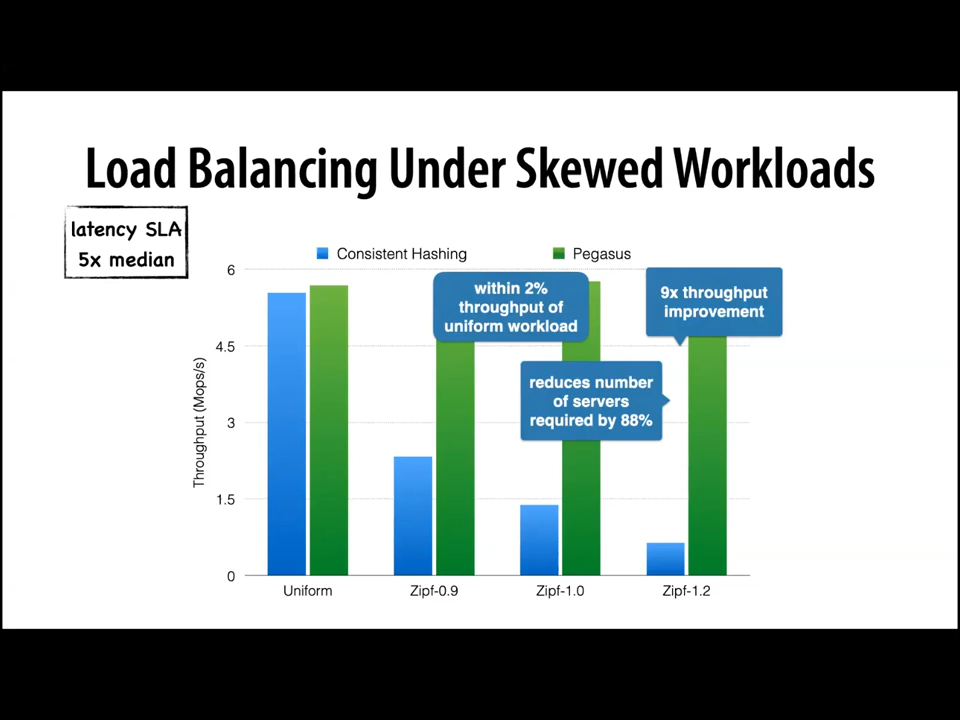 Load Balancing Under Skewed Workloads
latency SLA
5x median
Consistent Hashing
Pegasus
6
4.5
3
1.5
0
Throughput (Mops/s)
within 2%
throughput of
uniform workload
9x throughput
improvement
reduces number
of servers
required by 88%
Uniform
Zipf-0.9
Zipf-1.0
Zipf-1.2